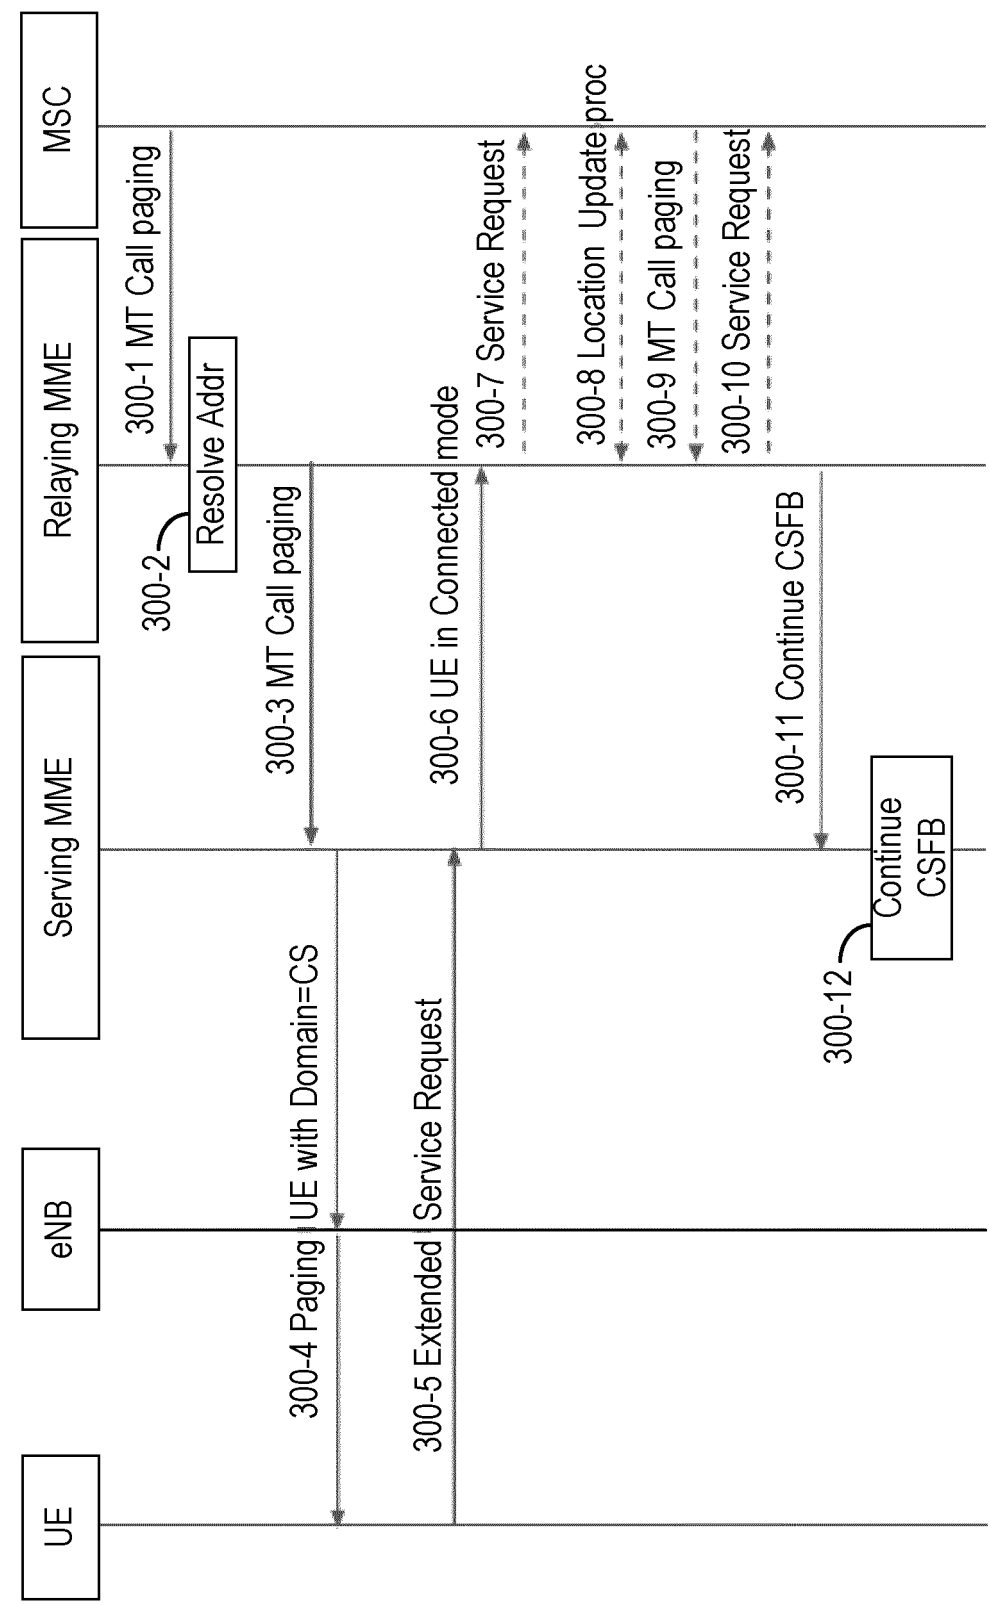 UE
eNB
Serving MME
Relaying MME
MSC
300-1 MT Call paging
300-2
Resolve Addr
300-3 MT Call paging
300-4 Paging UE with Domain=CS
300-5 Extended Service Request
300-6 UE in Connected mode
300-7 Service Request
300-8 Location Update proc
300-9 MT Call paging
300-10 Service Request
300-11 Continue CSFB
300-12
Continue
CSFB